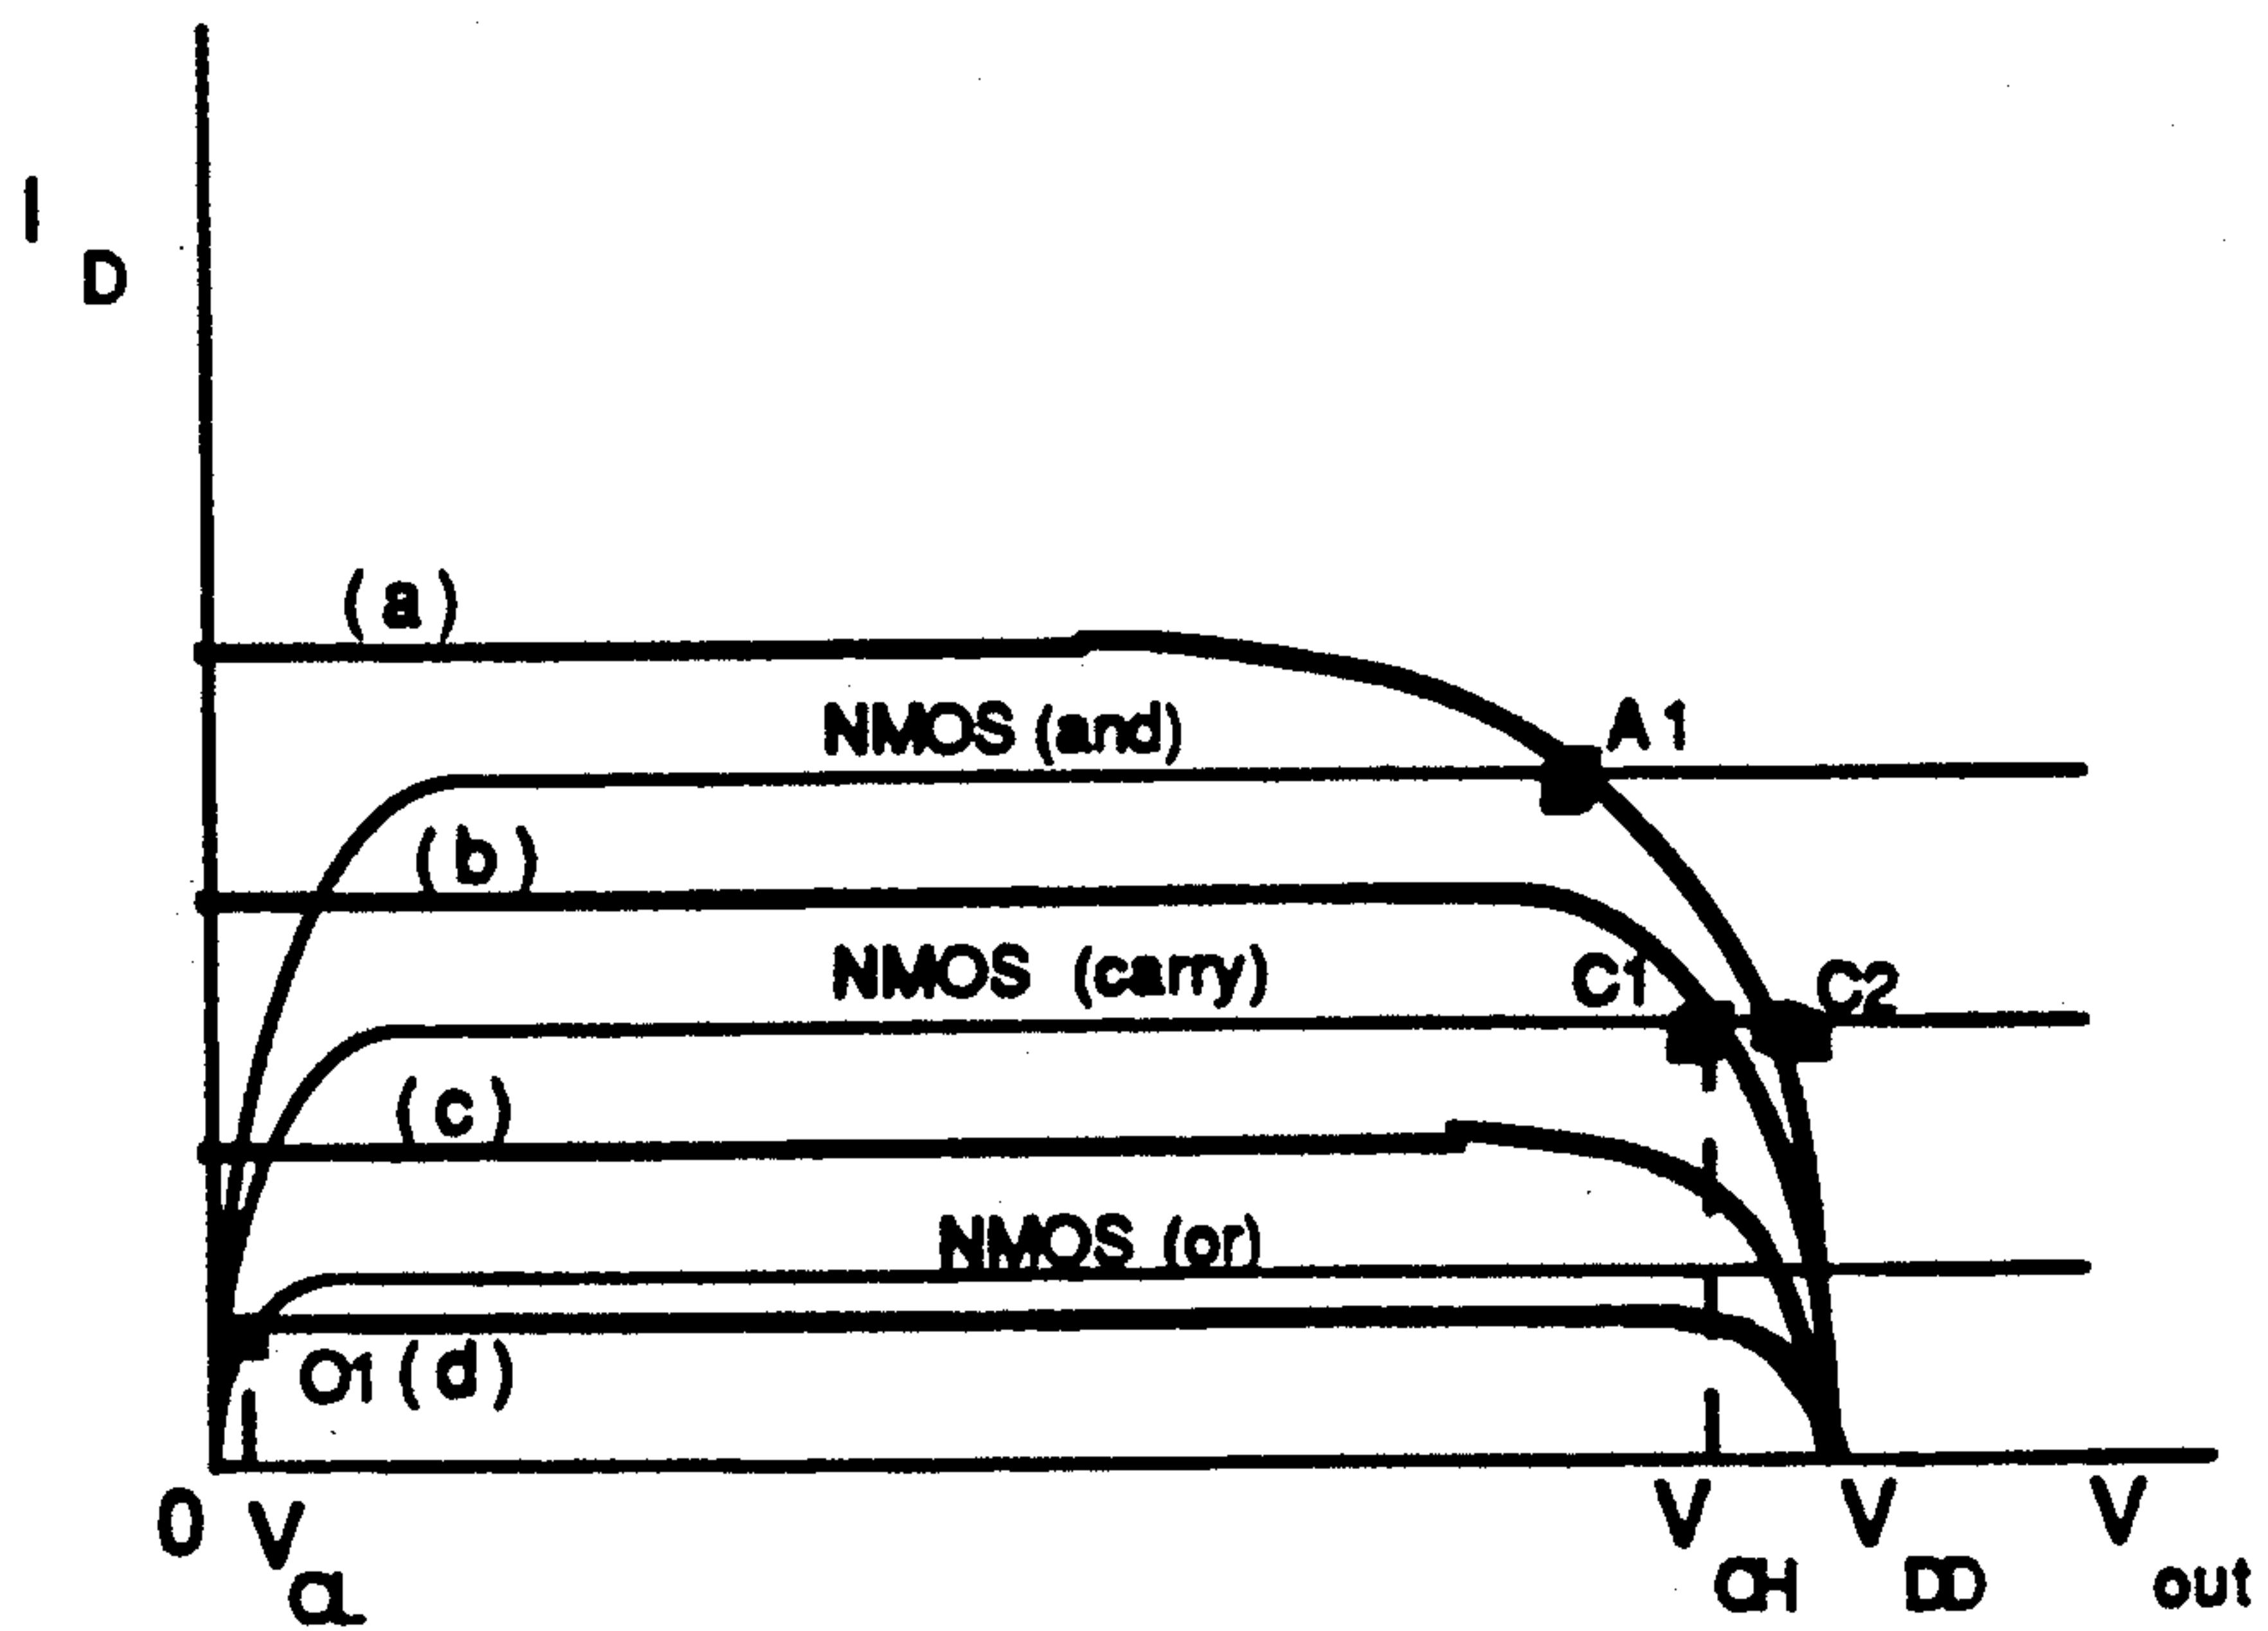 I D
(a)
NMOS (and)
A1
(b)
NMOS (carry)
C1
C2
(c)
NMOS (or)
O1 (d)
0
V OL
V OH
V DD
V out